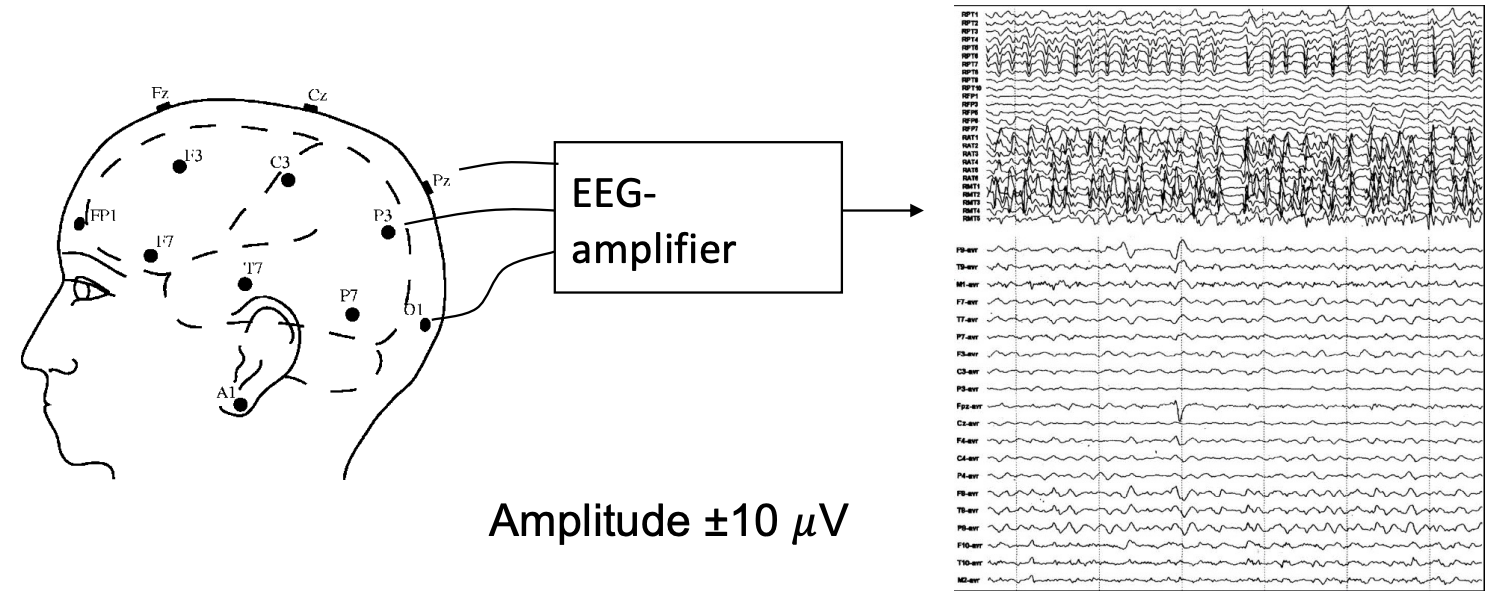 Fz
Cz
F3
C3
Pz
FP1
P3
F7
T7
P7
O1
A1
EEG-
amplifier
Amplitude ±10 𝜇V
RPT1
RPT2
RPT3
RPT4
RPT5
RPT6
RPT7
RPT8
RPT9
RPT10
RFP1
RFP3
RFP5
RFP6
RFP7
RAT1
RAT2
RAT3
RAT4
RAT5
RAT6
RMT1
RMT2
RMT3
RMT4
RMT5
F9-avr
T9-avr
M1-avr
F7-avr
T7-avr
P7-avr
F3-avr
C3-avr
P3-avr
Fpz-avr
Cz-avr
F4-avr
C4-avr
P4-avr
F8-avr
T8-avr
P8-avr
F10-avr
T10-avr
M2-avr